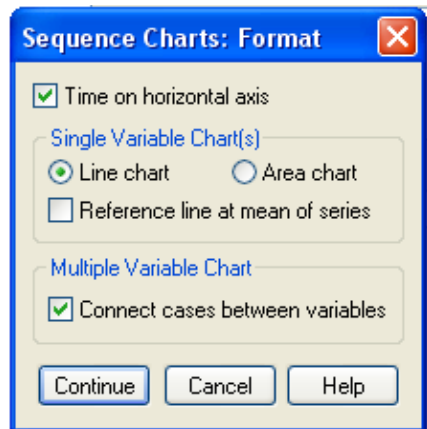 Sequence Charts: Format
Time on horizontal axis
Single Variable Chart(s)
Line chart Area chart
Reference line at mean of series
Multiple Variable Chart
Connect cases between variables
Continue Cancel Help